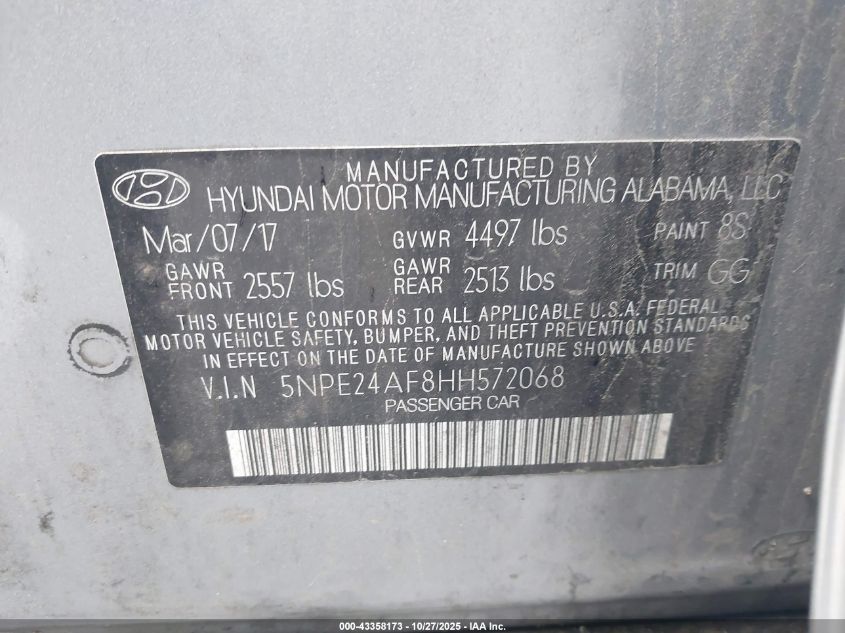 MANUFACTURED BY
HYUNDAI MOTOR MANUFACTURING ALABAMA, LLC
Mar/07/17 GVWR 4497 lbs PAINT 8S
GAWR FRONT 2557 lbs GAWR REAR 2513 lbs TRIM GG
THIS VEHICLE CONFORMS TO ALL APPLICABLE U.S.A. FEDERAL
MOTOR VEHICLE SAFETY, BUMPER, AND THEFT PREVENTION STANDARDS
IN EFFECT ON THE DATE OF MANUFACTURE SHOWN ABOVE.
V.I.N 5NPE24AF8HH572068
PASSENGER CAR
000-43358173 - 10/27/2025 - IAA Inc.